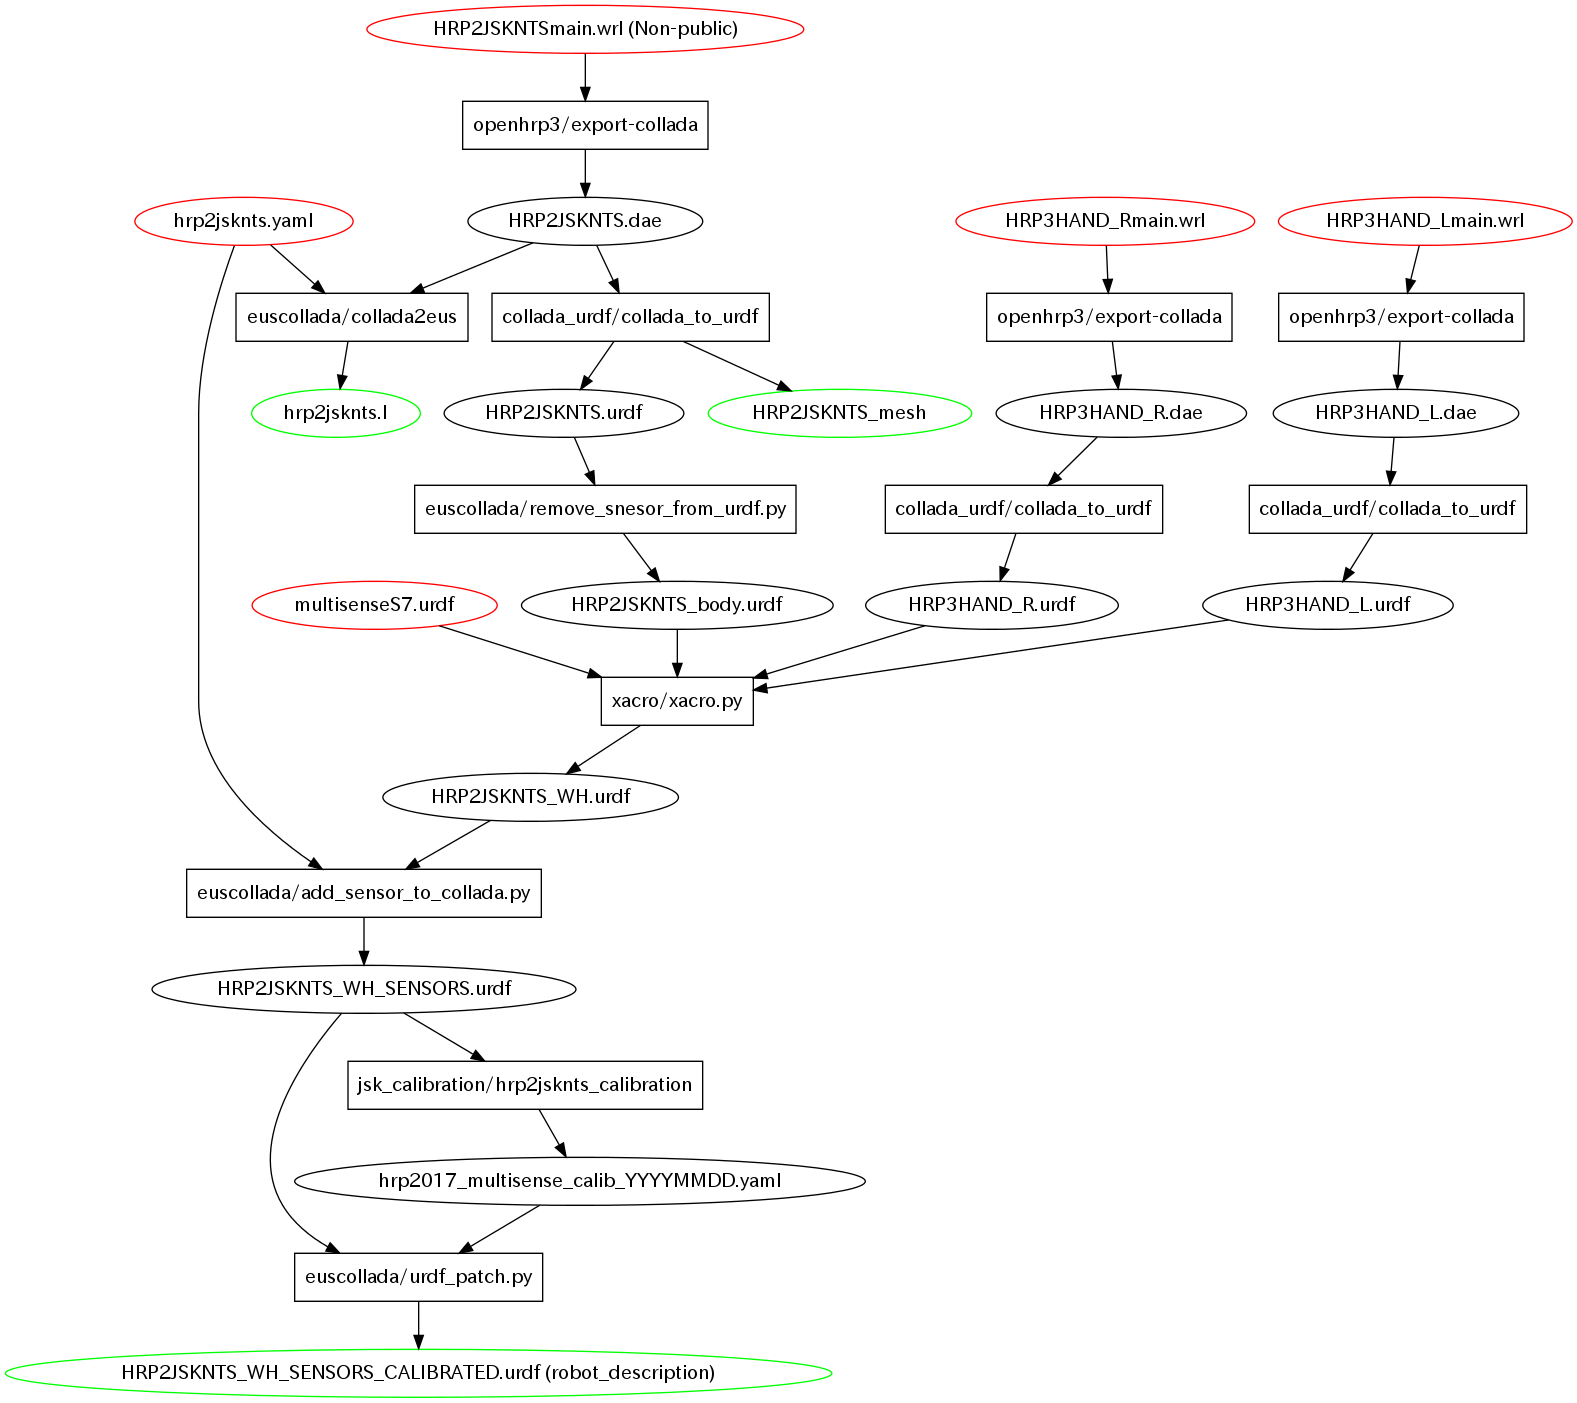 HRP2JSKNTSmain.wrl (Non-public)
openhrp3/export-collada
hrp2jsknts.yaml
HRP2JSKNTS.dae
HRP3HAND_Rmain.wrl
HRP3HAND_Lmain.wrl
euscollada/collada2eus
collada_urdf/collada_to_urdf
openhrp3/export-collada
openhrp3/export-collada
hrp2jsknts.l
HRP2JSKNTS.urdf
HRP2JSKNTS_mesh
HRP3HAND_R.dae
HRP3HAND_L.dae
euscollada/remove_snesor_from_urdf.py
collada_urdf/collada_to_urdf
collada_urdf/collada_to_urdf
multisenseS7.urdf
HRP2JSKNTS_body.urdf
HRP3HAND_R.urdf
HRP3HAND_L.urdf
xacro/xacro.py
HRP2JSKNTS_WH.urdf
euscollada/add_sensor_to_collada.py
HRP2JSKNTS_WH_SENSORS.urdf
jsk_calibration/hrp2jsknts_calibration
hrp2017_multisense_calib_YYYYMMDD.yaml
euscollada/urdf_patch.py
HRP2JSKNTS_WH_SENSORS_CALIBRATED.urdf (robot_description)